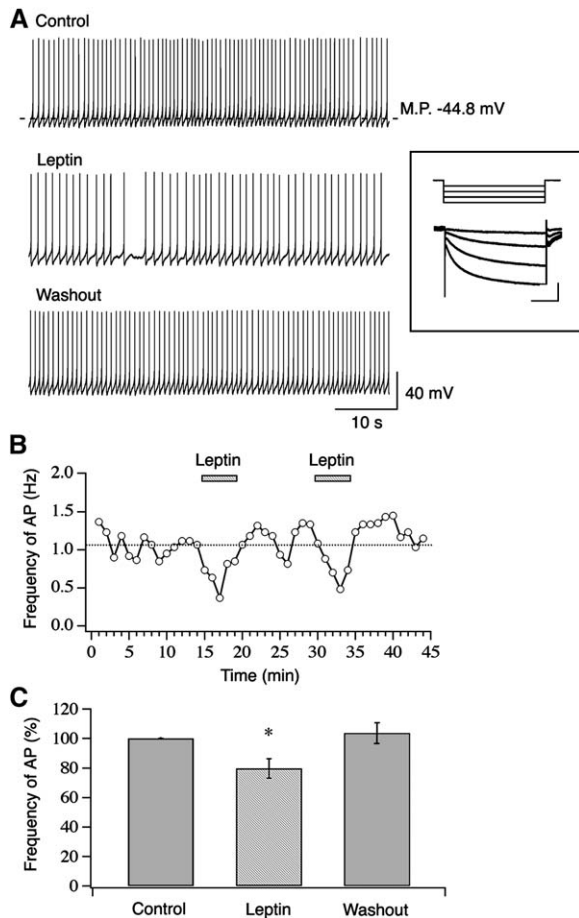 A
Control
M.P. -44.8 mV
Leptin
Washout
40 mV
10 s
B
Leptin Leptin
Frequency of AP (Hz)
2.0
1.5
1.0
0.5
0.0
0 5 10 15 20 25 30 35 40 45
Time (min)
C
Frequency of AP (%)
120
100
80
60
40
20
0
*
Control Leptin Washout